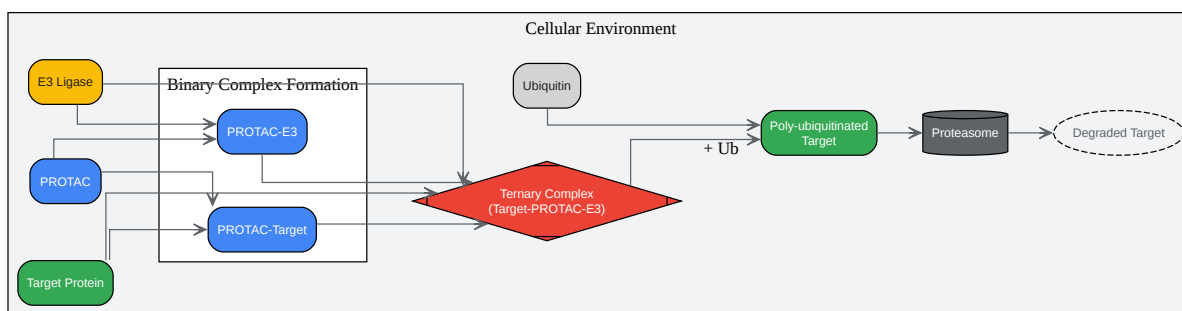 Cellular Environment
E3 Ligase
Binary Complex Formation
Ubiquitin
PROTAC-E3
Poly-ubiquitinated
Target
Proteasome
Degraded Target
+ Ub
PROTAC
Ternary Complex
(Target-PROTAC-E3)
PROTAC-Target
Target Protein